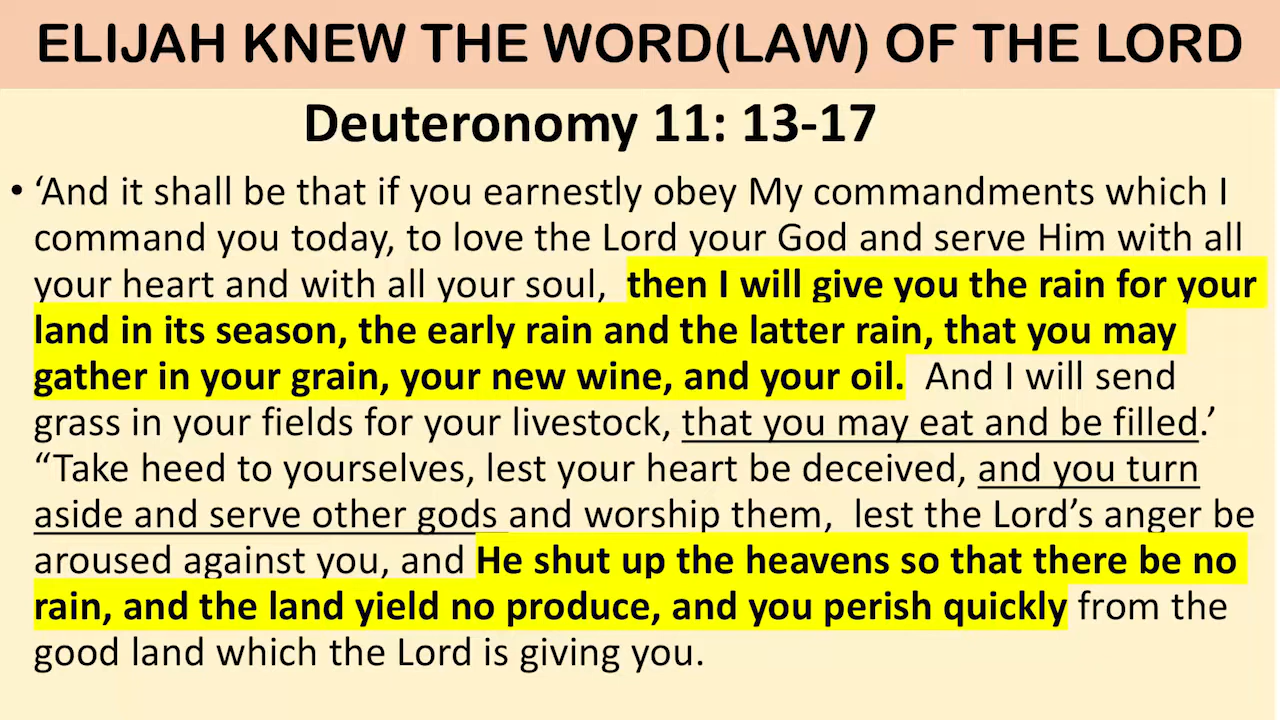 ELIJAH KNEW THE WORD(LAW) OF THE LORD
Deuteronomy 11: 13-17
• ‘And it shall be that if you earnestly obey My commandments which I
command you today, to love the Lord your God and serve Him with all
your heart and with all your soul, then I will give you the rain for your
land in its season, the early rain and the latter rain, that you may
gather in your grain, your new wine, and your oil. And I will send
grass in your fields for your livestock, that you may eat and be filled.’
“Take heed to yourselves, lest your heart be deceived, and you turn
aside and serve other gods and worship them, lest the Lord’s anger be
aroused against you, and He shut up the heavens so that there be no
rain, and the land yield no produce, and you perish quickly from the
good land which the Lord is giving you.